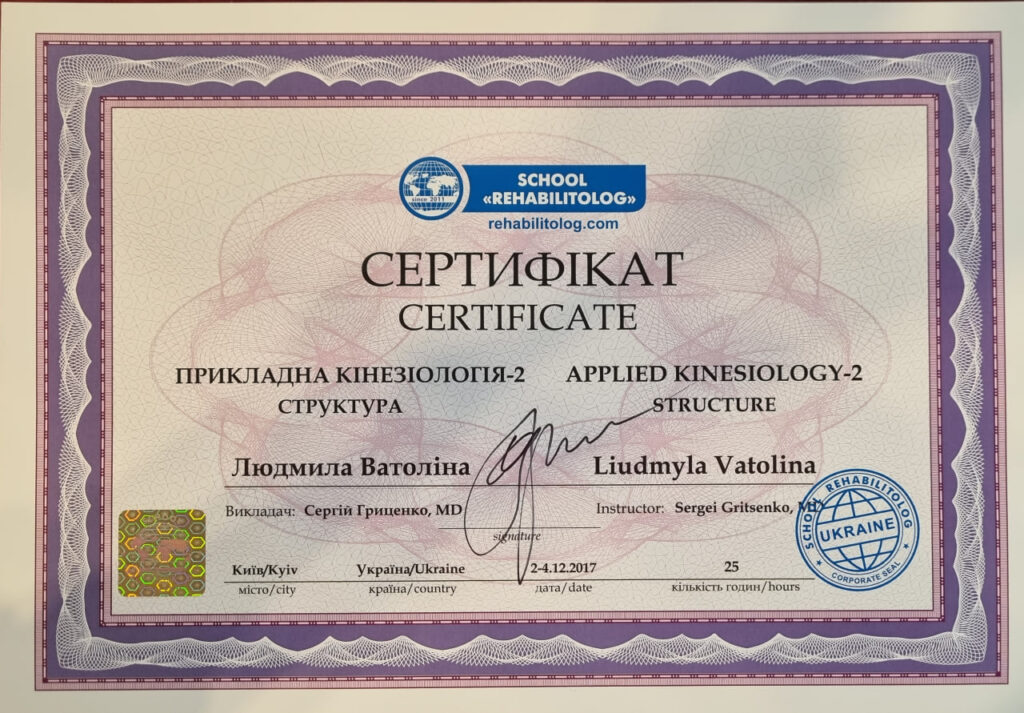 since 2011
SCHOOL
«REHABILITOLOG»
rehabilitolog.com
СЕРТИФІКАТ
CERTIFICATE
ПРИКЛАДНА КІНЕЗІОЛОГІЯ-2 APPLIED KINESIOLOGY-2
СТРУКТУРА STRUCTURE
Людмила Ватоліна Liudmyla Vatolina
Викладач: Сергій Гриценко, MD Instructor: Sergei Gritsenko, MD
signature
Київ/Kyiv Україна/Ukraine 2-4.12.2017 25
місто/city країна/country дата/date кількість годин/hours
SCHOOL REHABILITOLOG
UKRAINE
CORPORATE SEAL